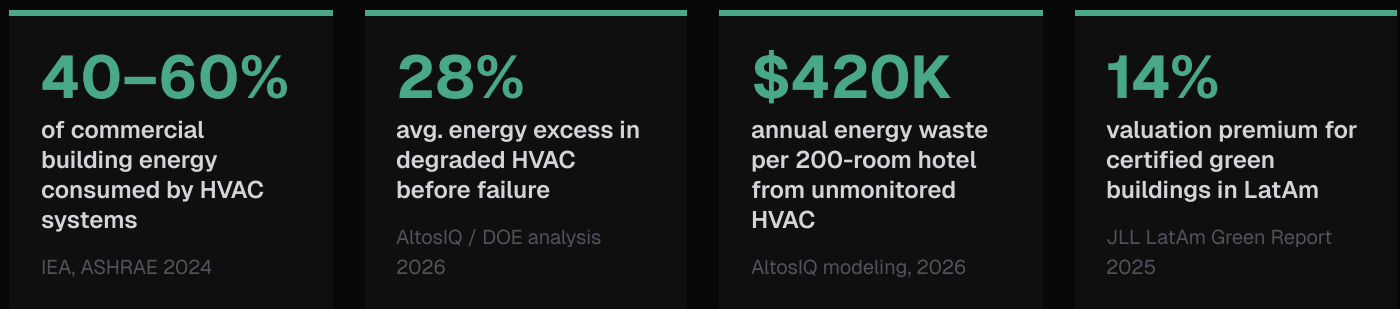 40–60%
of commercial
building energy
consumed by HVAC
systems
IEA, ASHRAE 2024
28%
avg. energy excess in
degraded HVAC
before failure
AltosIQ / DOE analysis
2026
$420K
annual energy waste
per 200-room hotel
from unmonitored
HVAC
AltosIQ modeling, 2026
14%
valuation premium for
certified green
buildings in LatAm
JLL LatAm Green Report
2025